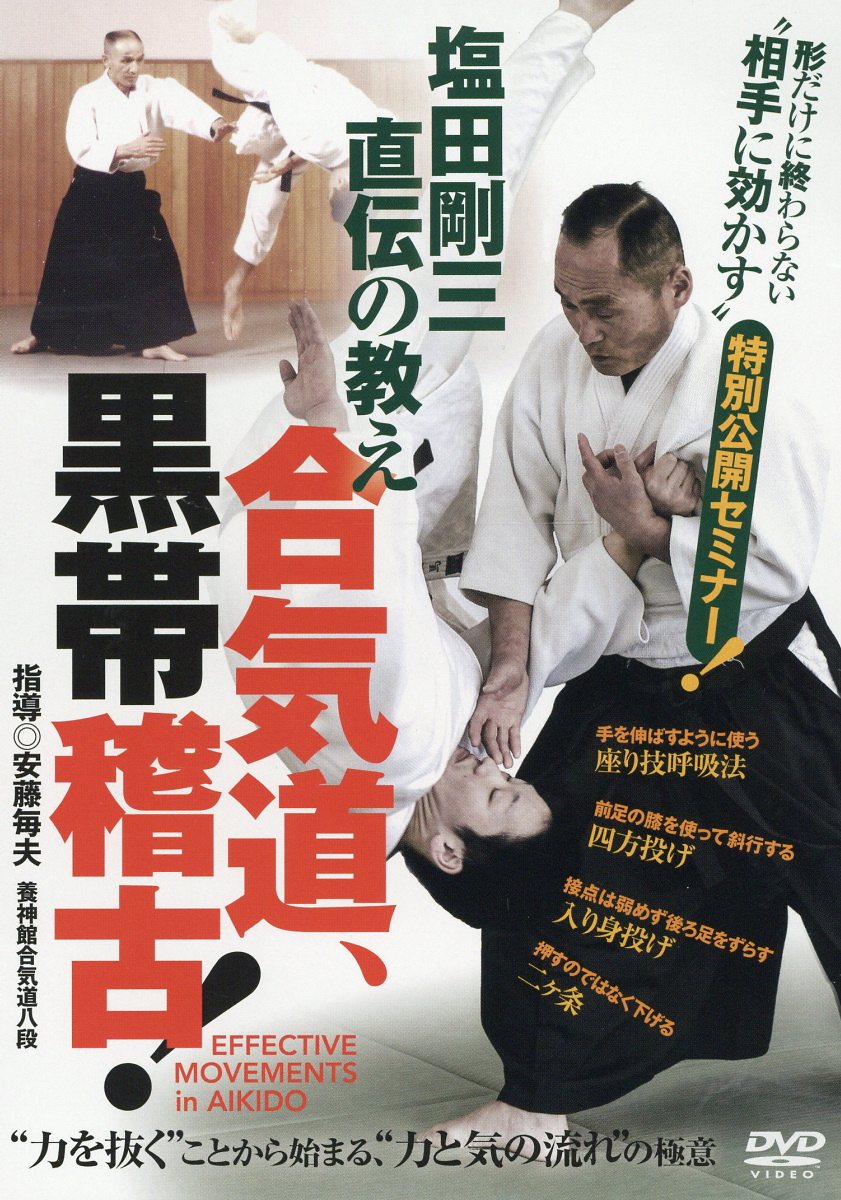 形だけに終わらない
“相手に効かす”
特別公開セミナー！
塩田剛三
直伝の教え
合気道、
黒帯稽古！
指導◎安藤毎夫
養神館合気道八段
EFFECTIVE
MOVEMENTS
in AIKIDO
手を伸ばすように使う
座り技呼吸法
前足の膝を使って斜行する
四方投げ
接点は弱めず後ろ足をずらす
入り身投げ
押すのではなく下げる
二ヶ条
“力を抜く”ことから始まる、“力と気の流れ”の極意
DVD
VIDEO